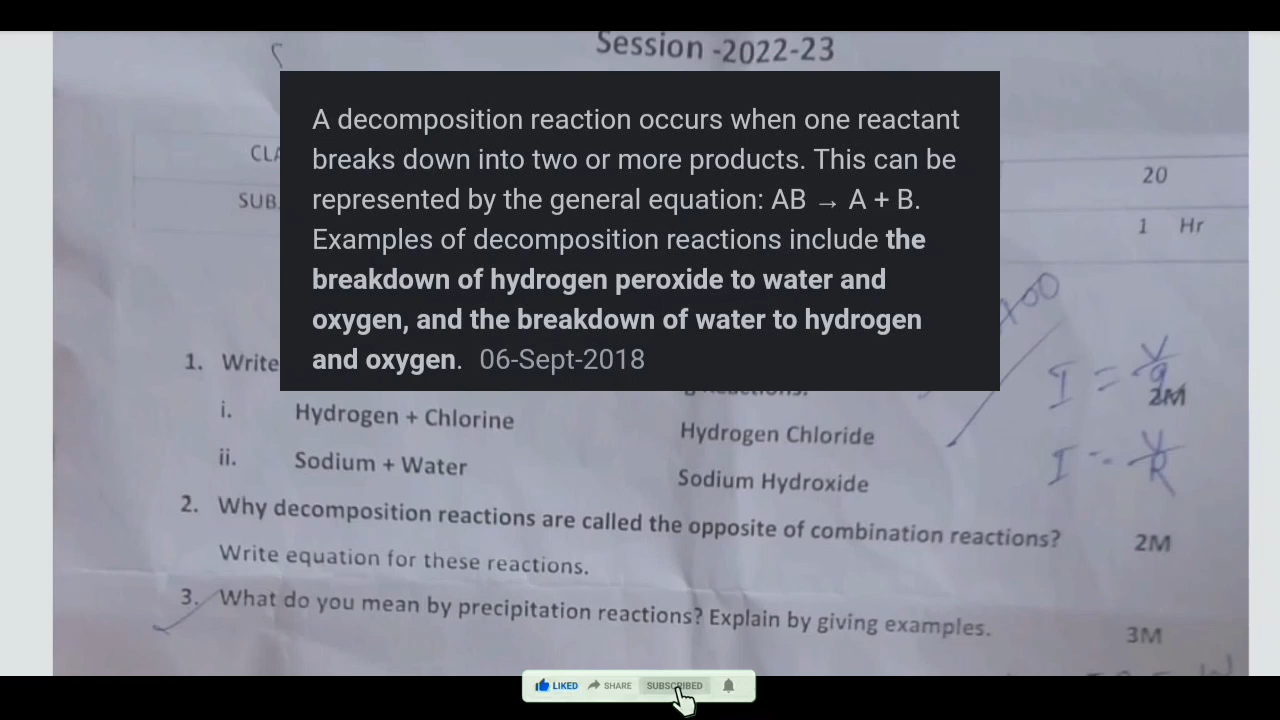 Session -2022-23
A decomposition reaction occurs when one reactant
breaks down into two or more products. This can be
represented by the general equation: AB → A + B.
Examples of decomposition reactions include the
breakdown of hydrogen peroxide to water and
oxygen, and the breakdown of water to hydrogen
and oxygen. 06-Sept-2018
CLA
20
SUB.
1 Hr
1. Write
2M
i. Hydrogen + Chlorine Hydrogen Chloride
ii. Sodium + Water Sodium Hydroxide
I = V/R
2. Why decomposition reactions are called the opposite of combination reactions? 2M
Write equation for these reactions.
3. What do you mean by precipitation reactions? Explain by giving examples. 3M
LIKED SHARE SUBSCRIBED